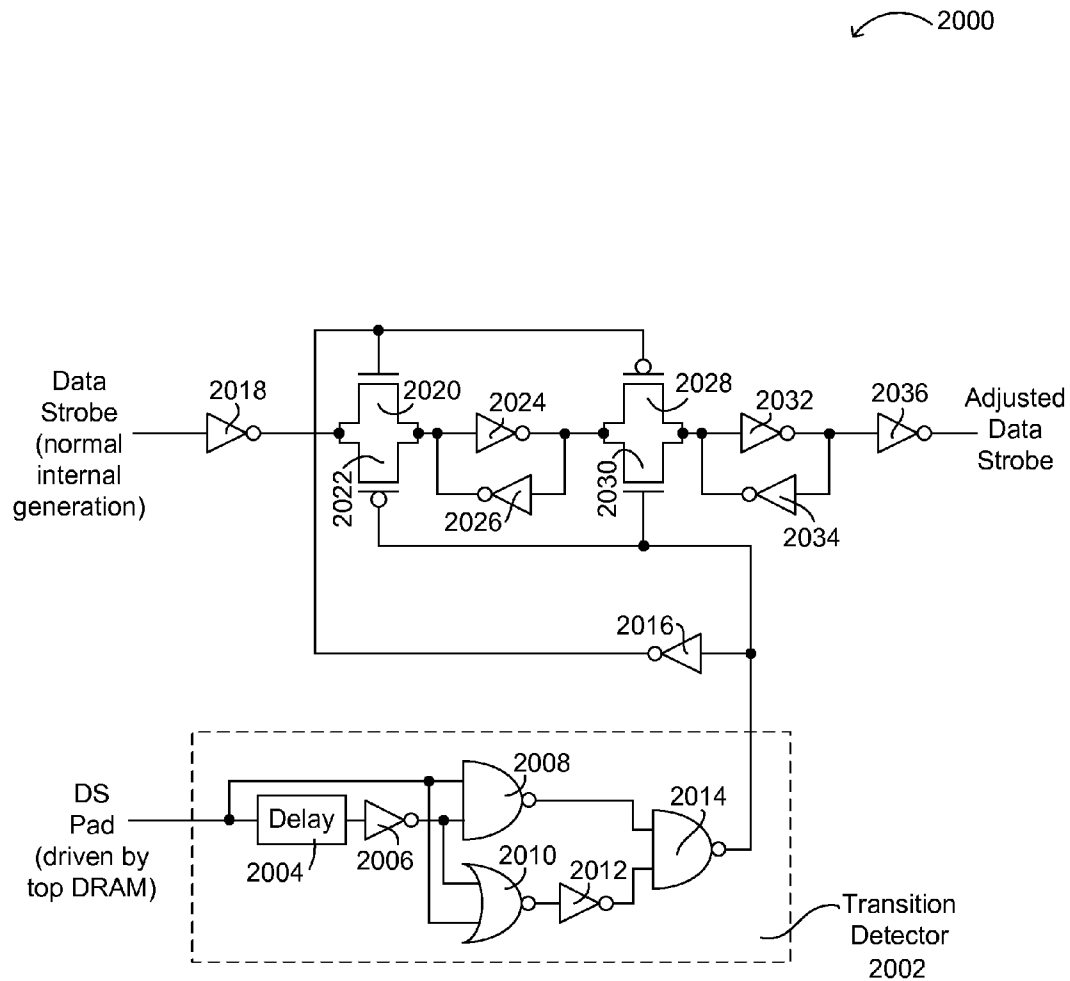 2000
Data
Strobe
(normal
internal
generation)
2018
2020
2022
2024
2026
2028
2030
2032
2034
2036
Adjusted
Data
Strobe
2016
DS
Pad
(driven by
top DRAM)
Delay
2004
2006
2008
2010
2012
2014
Transition
Detector
2002